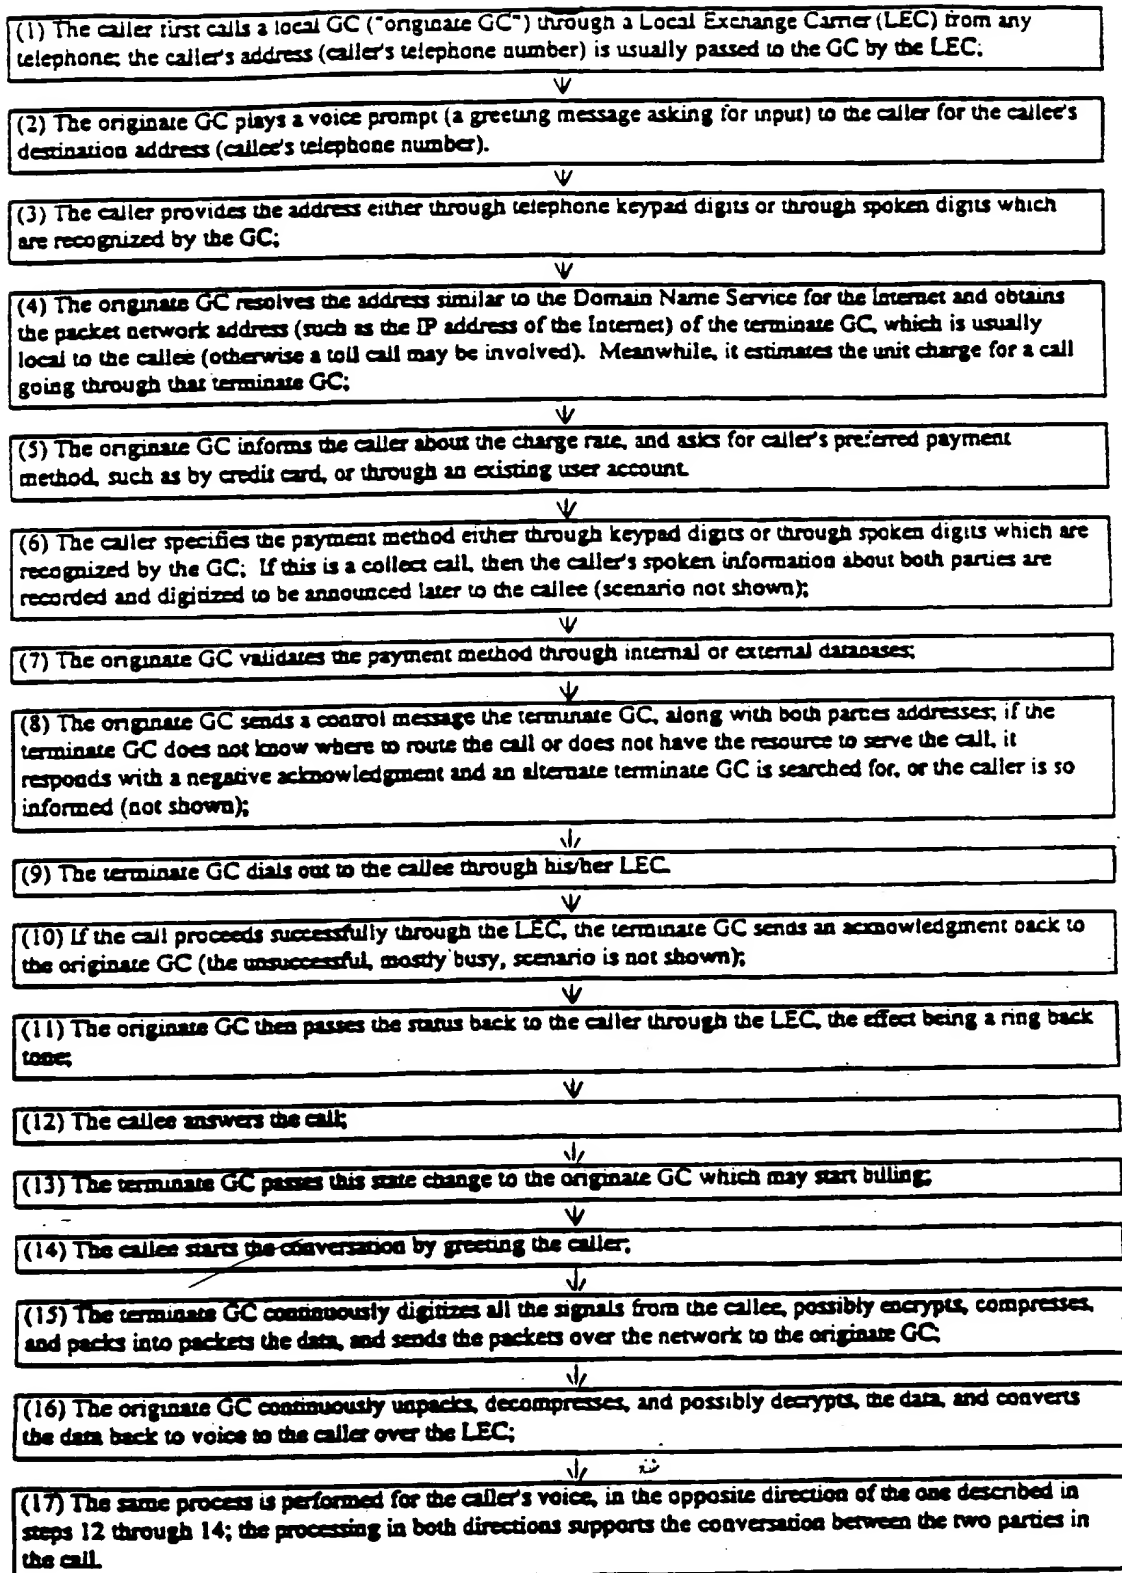 (1) The caller first calls a local GC ("originate GC") through a Local Exchange Carrier (LEC) from any
telephone; the caller's address (caller's telephone number) is usually passed to the GC by the LEC;
(2) The originate GC plays a voice prompt (a greeting message asking for input) to the caller for the callee's
destination address (callee's telephone number).
(3) The caller provides the address either through telephone keypad digits or through spoken digits which
are recognized by the GC;
(4) The originate GC resolves the address similar to the Domain Name Service for the Internet and obtains
the packet network address (such as the IP address of the Internet) of the terminate GC, which is usually
local to the callee (otherwise a toll call may be involved). Meanwhile, it estimates the unit charge for a call
going through that terminate GC;
(5) The originate GC informs the caller about the charge rate, and asks for caller's preferred payment
method, such as by credit card, or through an existing user account.
(6) The caller specifies the payment method either through keypad digits or through spoken digits which are
recognized by the GC; If this is a collect call, then the caller's spoken information about both parties are
recorded and digitized to be announced later to the callee (scenario not shown);
(7) The originate GC validates the payment method through internal or external databases;
(8) The originate GC sends a control message the terminate GC, along with both partes addresses; if the
terminate GC does not know where to route the call or does not have the resource to serve the call, it
responds with a negative acknowledgment and an alternate terminate GC is searched for, or the caller is so
informed (not shown);
(9) The terminate GC dials out to the callee through his/her LEC.
(10) If the call proceeds successfully through the LEC, the terminate GC sends an acknowledgment back to
the originate GC (the unsuccessful, mostly busy, scenario is not shown);
(11) The originate GC then passes the status back to the caller through the LEC, the effect being a ring back
tone;
(12) The callee answers the call;
(13) The terminate GC passes this state change to the originate GC which may start billing;
(14) The callee starts the conversation by greeting the caller;
(15) The terminate GC continuously digitizes all the signals from the callee, possibly encrypts, compresses,
and packs into packets the data, and sends the packets over the network to the originate GC;
(16) The originate GC continuously unpacks, decompresses, and possibly decrypts, the data, and converts
the data back to voice to the caller over the LEC;
(17) The same process is performed for the caller's voice, in the opposite direction of the one described in
steps 12 through 14; the processing in both directions supports the conversation between the two parties in
the call.